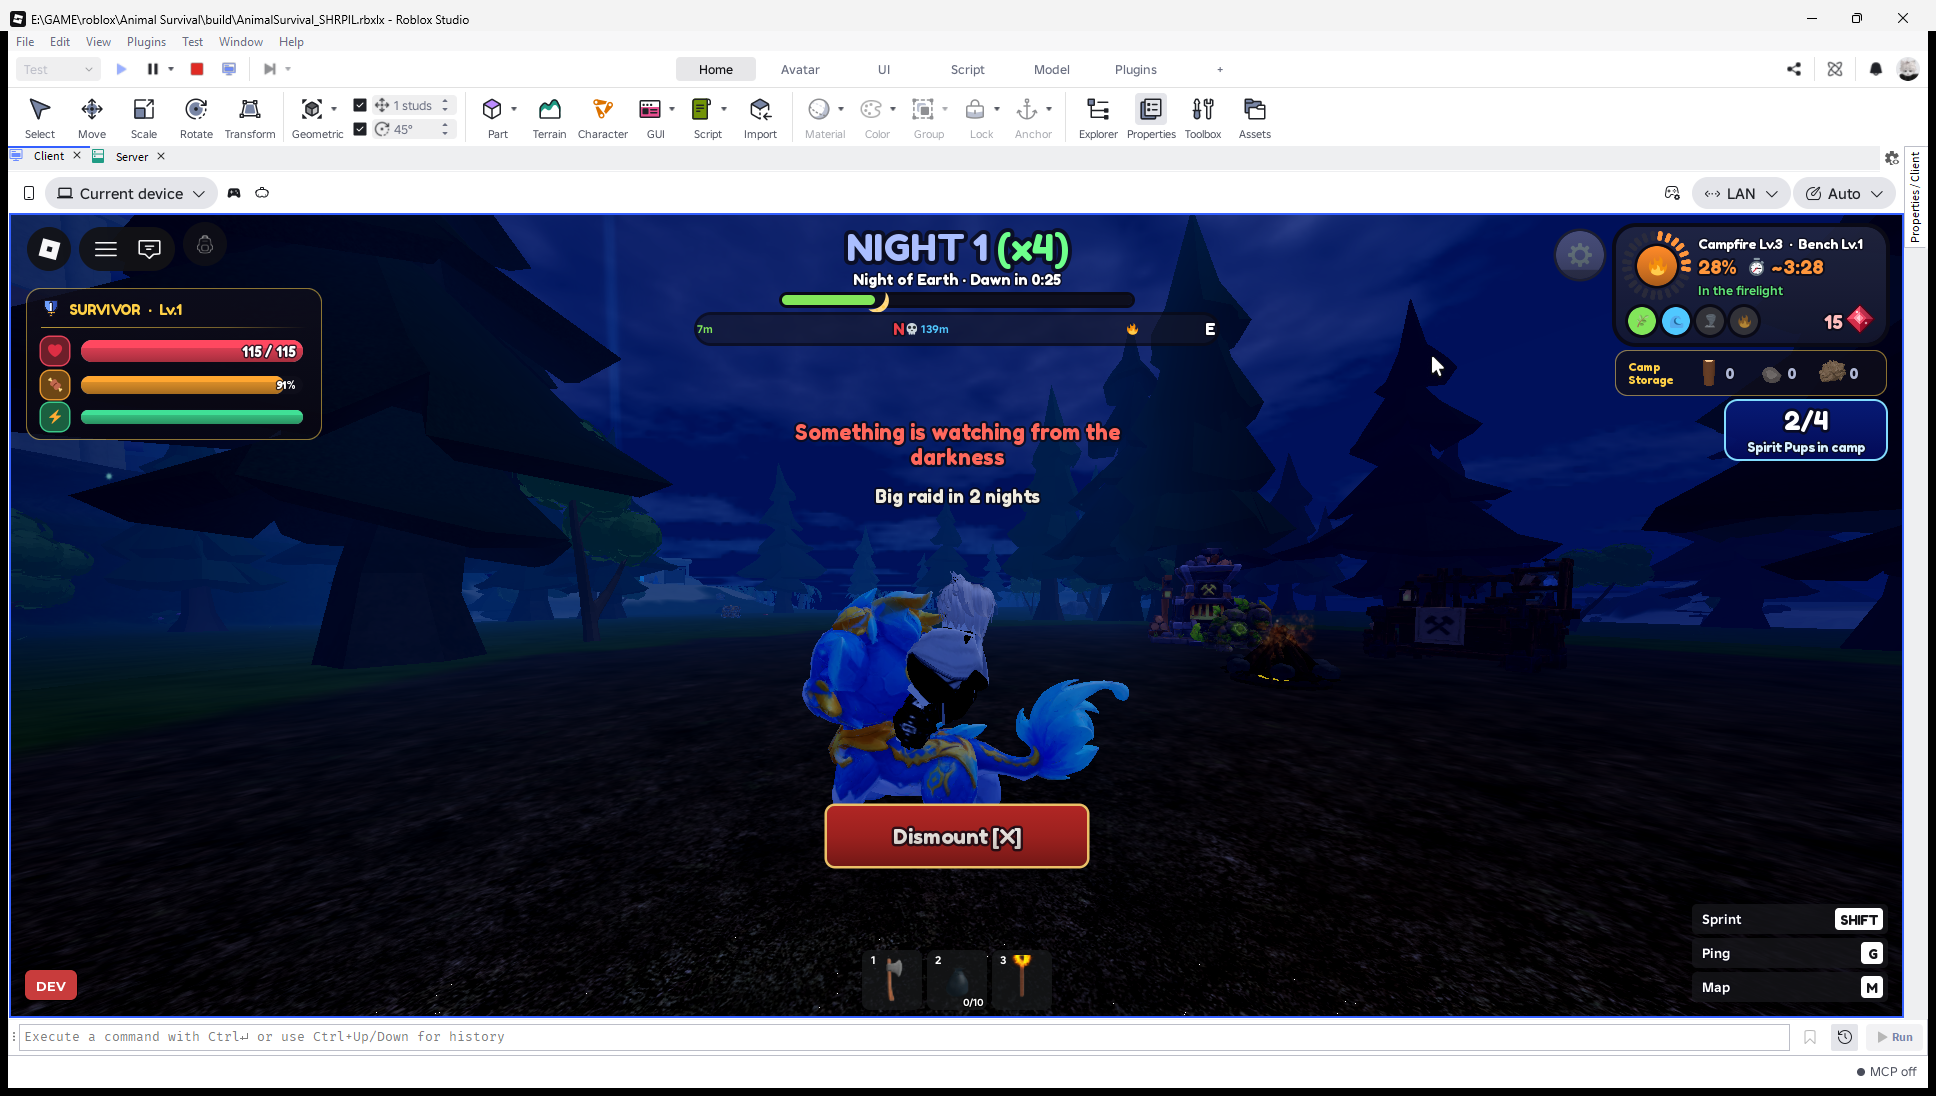 E:\GAME\roblox\Animal Survival\build\AnimalSurvival_SHRPIL.rbxlx - Roblox Studio
File Edit View Plugins Test Window Help
Test
Home Avatar UI Script Model Plugins +
1 studs
45°
Select Move Scale Rotate Transform Geometric Part Terrain Character GUI Script Import Material Color Group Lock Anchor Explorer Properties Toolbox Assets
Client Server
Properties / Client
Current device
LAN Auto
NIGHT 1 (x4)
Night of Earth · Dawn in 0:25
7m N 139m E
SURVIVOR · Lv.1
115 / 115
91%
Campfire Lv.3 · Bench Lv.1
28% ~3:28
In the firelight
15
Camp Storage 0 0 0
2/4
Spirit Pups in camp
Something is watching from the
darkness
Big raid in 2 nights
Dismount [X]
Sprint SHIFT
Ping G
Map M
DEV
1 2 3
0/10
Execute a command with Ctrl↵ or use Ctrl+Up/Down for history
Run
MCP off